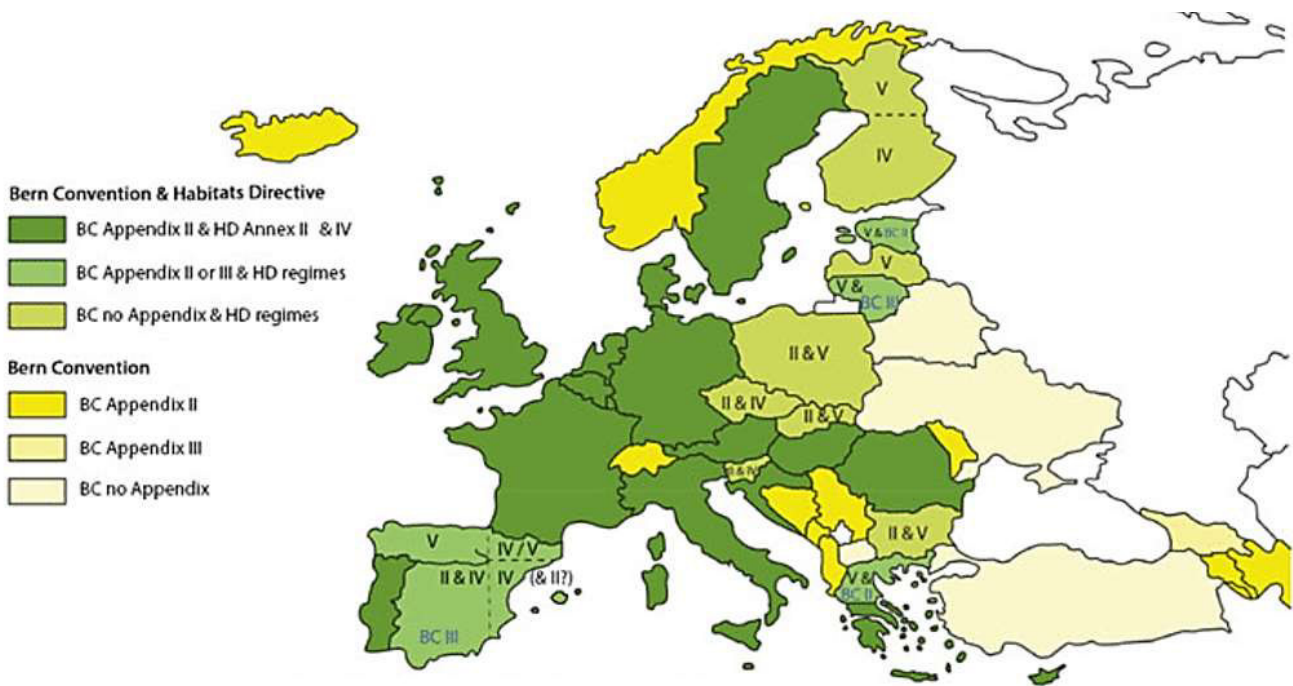 Bern Convention & Habitats Directive
BC Appendix II & HD Annex II & IV
BC Appendix II or III & HD regimes
BC no Appendix & HD regimes
Bern Convention
BC Appendix II
BC Appendix III
BC no Appendix
V
IV
V & BC II
V
V &
BC III
II & V
II & IV
II & V
II & IV
II & V
V
IV / V
II & IV
IV
(& II?)
V &
BC II
BC III